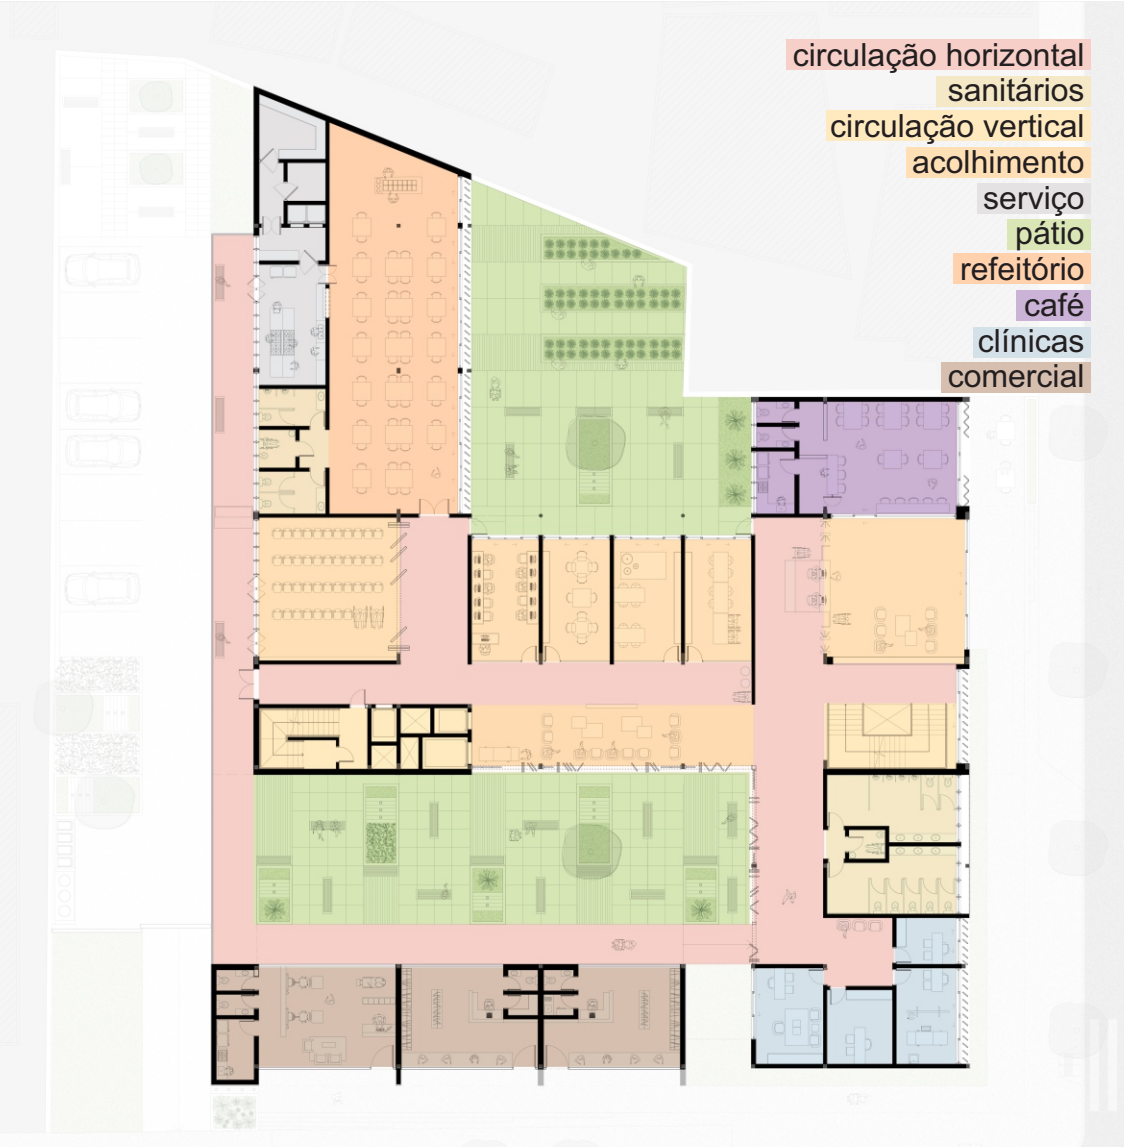 circulação horizontal
sanitários
circulação vertical
acolhimento
serviço
pátio
refeitório
café
clínicas
comercial